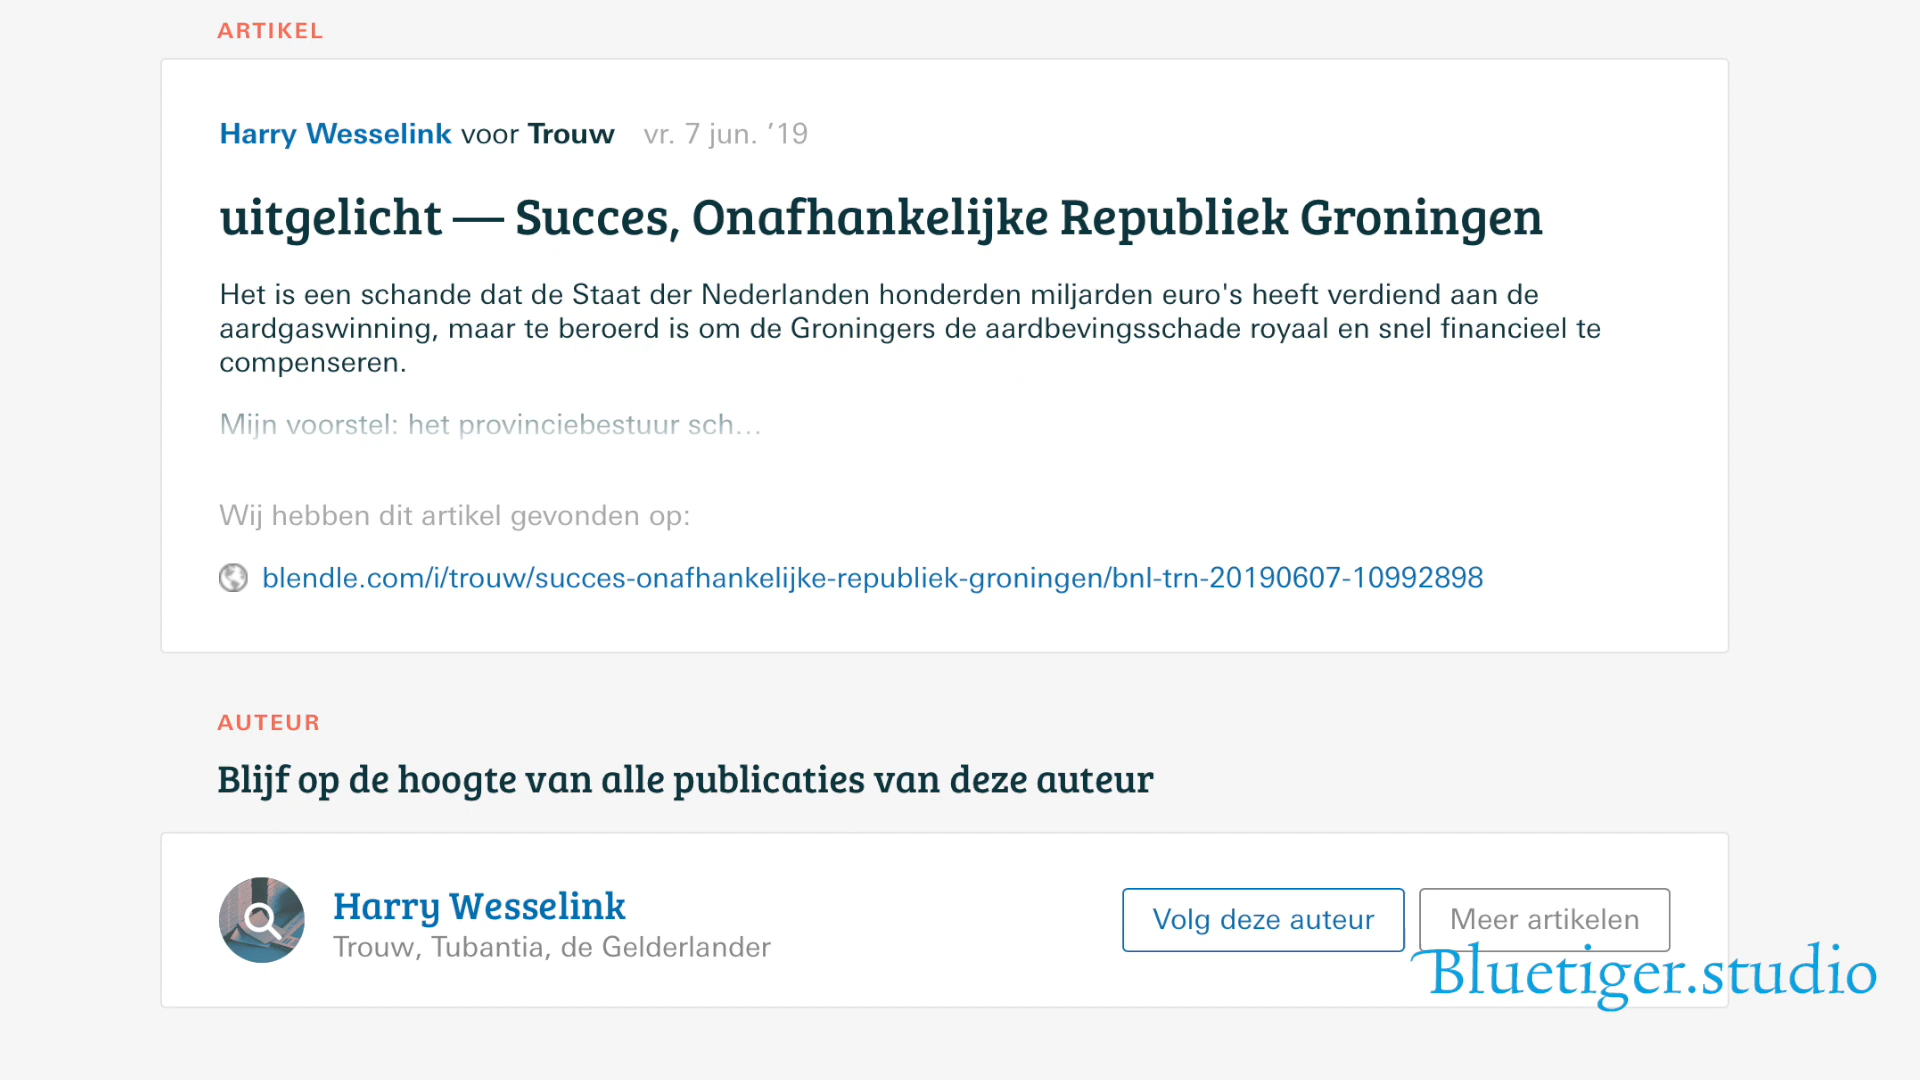 ARTIKEL
Harry Wesselink voor Trouw vr. 7 jun. ’19
uitgelicht — Succes, Onafhankelijke Republiek Groningen
Het is een schande dat de Staat der Nederlanden honderden miljarden euro's heeft verdiend aan de
aardgaswinning, maar te beroerd is om de Groningers de aardbevingsschade royaal en snel financieel te
compenseren.
Mijn voorstel: het provinciebestuur sch…
Wij hebben dit artikel gevonden op:
blendle.com/i/trouw/succes-onafhankelijke-republiek-groningen/bnl-trn-20190607-10992898
AUTEUR
Blijf op de hoogte van alle publicaties van deze auteur
Harry Wesselink
Trouw, Tubantia, de Gelderlander
Volg deze auteur
Meer artikelen
Bluetiger.studio